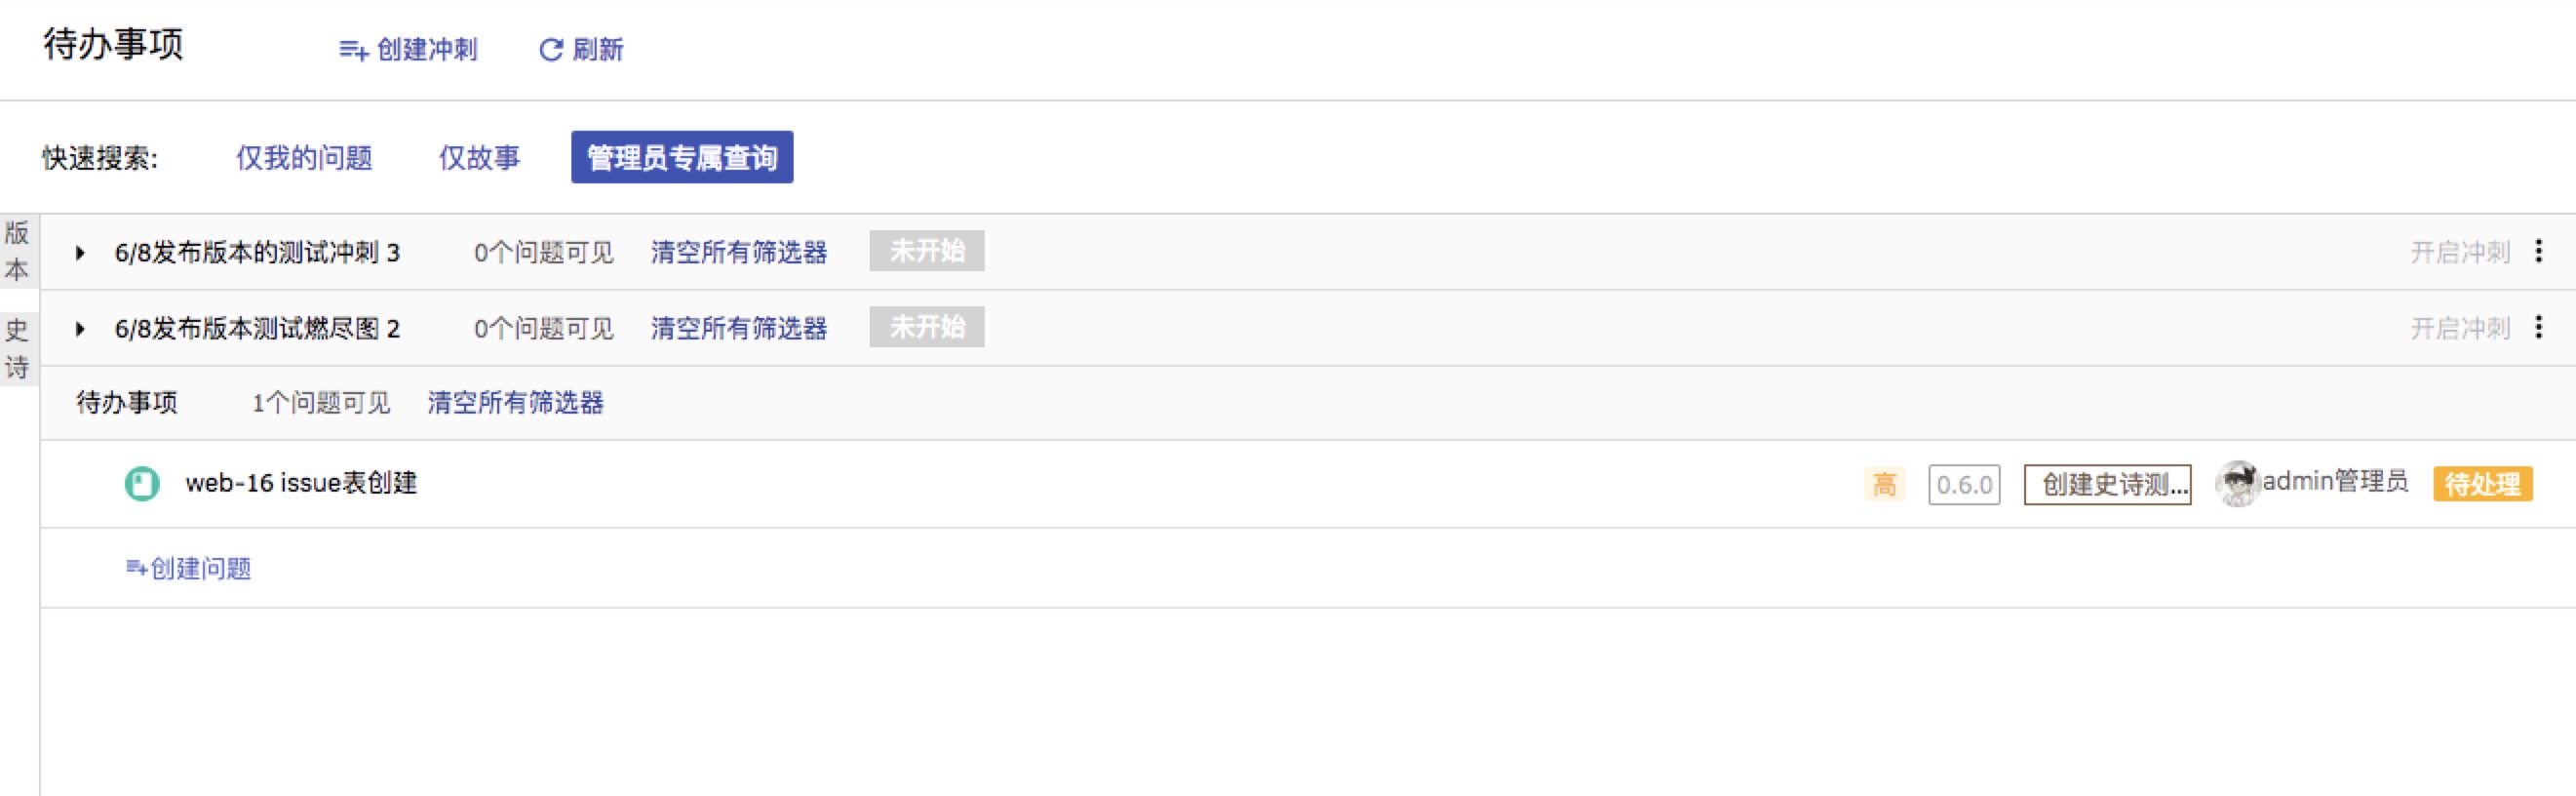 待办事项 创建冲刺 刷新
快速搜索: 仅我的问题 仅故事 管理员专属查询
版本
史诗
6/8发布版本的测试冲刺 3 0个问题可见 清空所有筛选器 未开始 开启冲刺
6/8发布版本测试燃尽图 2 0个问题可见 清空所有筛选器 未开始 开启冲刺
待办事项 1个问题可见 清空所有筛选器
web-16 issue表创建 高 0.6.0 创建史诗测... admin管理员 待处理
创建问题